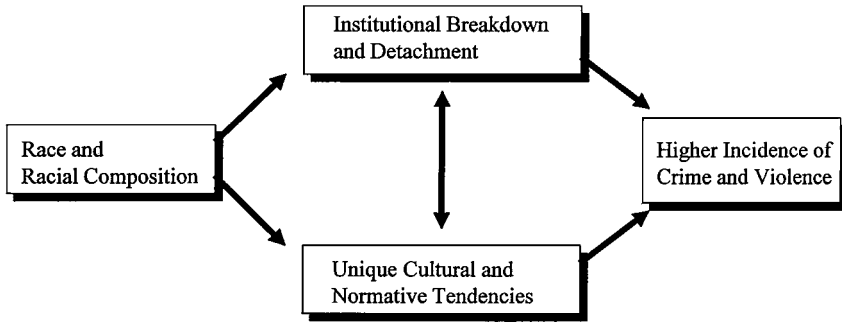 Institutional Breakdown
and Detachment
Race and
Racial Composition
Higher Incidence of
Crime and Violence
Unique Cultural and
Normative Tendencies